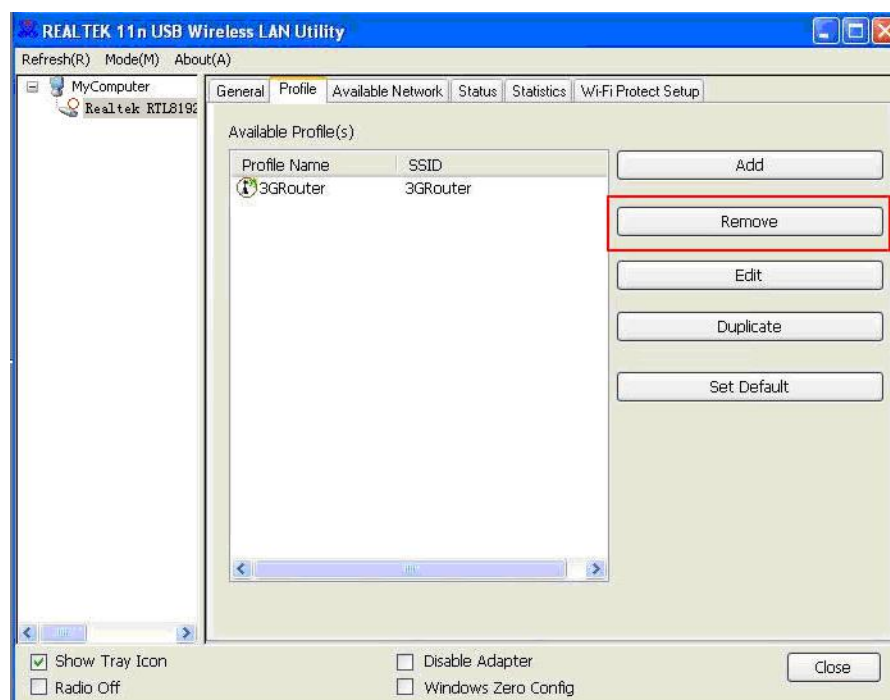 REALTEK 11n USB Wireless LAN Utility
Refresh(R) Mode(M) About(A)
MyComputer
Realtek RTL8192
General Profile Available Network Status Statistics Wi-Fi Protect Setup
Available Profile(s)
Profile Name SSID
3GRouter 3GRouter
Add
Remove
Edit
Duplicate
Set Default
Show Tray Icon
Radio Off
Disable Adapter
Windows Zero Config
Close